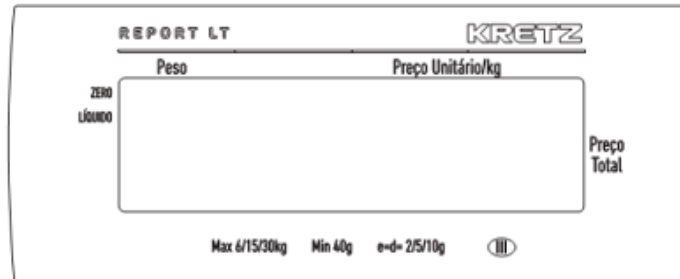 REPORT LT KRETZ
Peso Preço Unitário/kg
ZERO
LÍQUIDO
Preço
Total
Max 6/15/30kg Min 40g e=d= 2/5/10g III